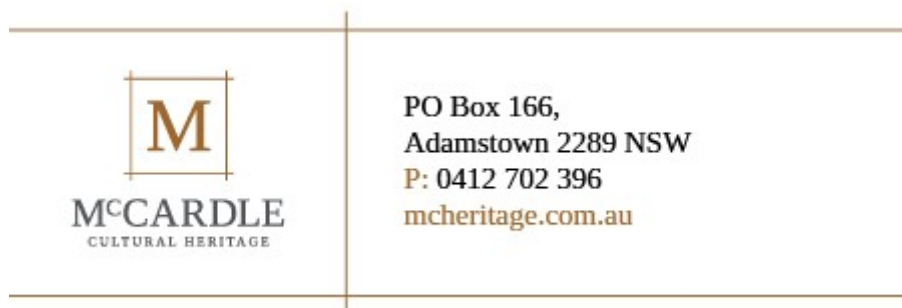 M
McCARDLE
CULTURAL HERITAGE
PO Box 166,
Adamstown 2289 NSW
P: 0412 702 396
mcheritage.com.au